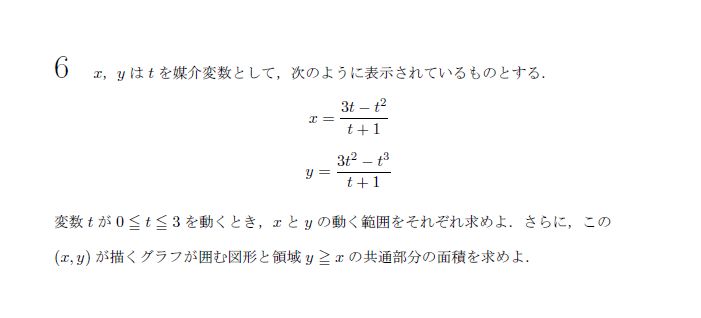 6 x, y は t を媒介変数として，次のように表示されているものとする．
x = \frac{3t - t^2}{t + 1}
y = \frac{3t^2 - t^3}{t + 1}
変数 t が 0 ≦ t ≦ 3 を動くとき，x と y の動く範囲をそれぞれ求めよ．さらに，この
(x, y) が描くグラフが囲む図形と領域 y ≧ x の共通部分の面積を求めよ．